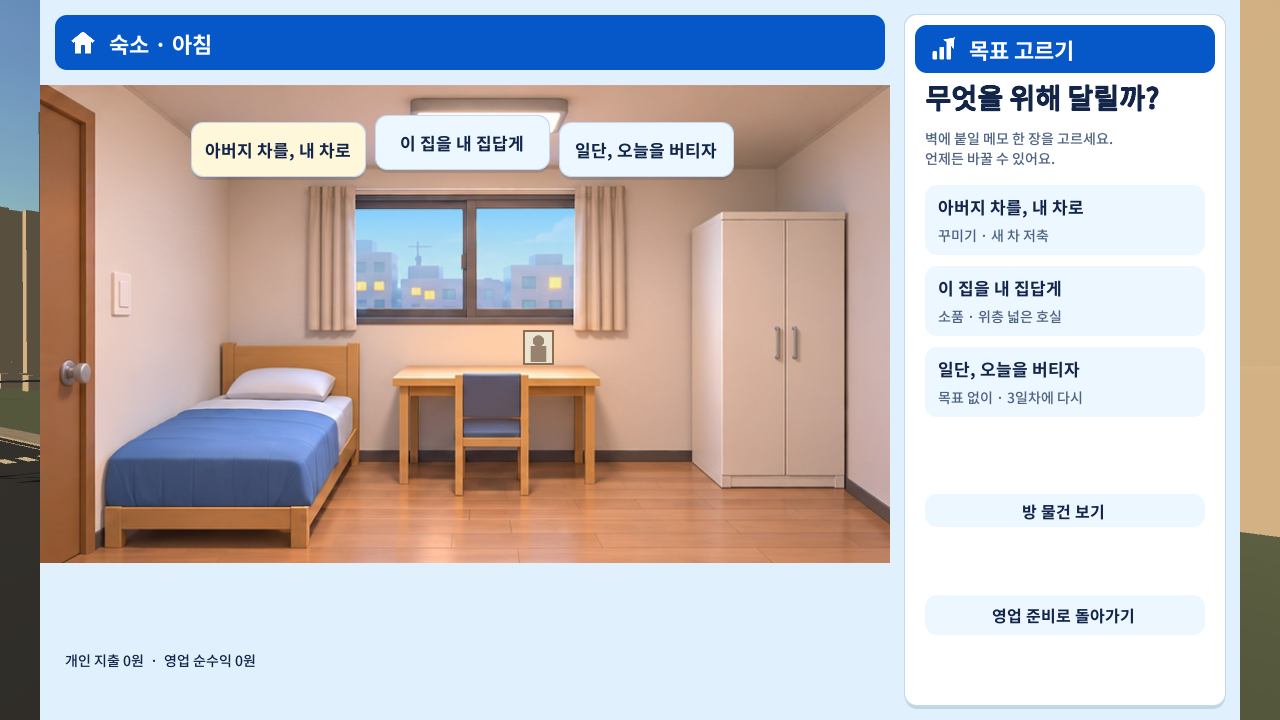 숙소 · 아침
아버지 차를, 내 차로
이 집을 내 집답게
일단, 오늘을 버티자
개인 지출 0원 · 영업 순수익 0원
목표 고르기
무엇을 위해 달릴까?
벽에 붙일 메모 한 장을 고르세요.
언제든 바꿀 수 있어요.
아버지 차를, 내 차로
꾸미기 · 새 차 저축
이 집을 내 집답게
소품 · 위층 넓은 호실
일단, 오늘을 버티자
목표 없이 · 3일차에 다시
방 물건 보기
영업 준비로 돌아가기